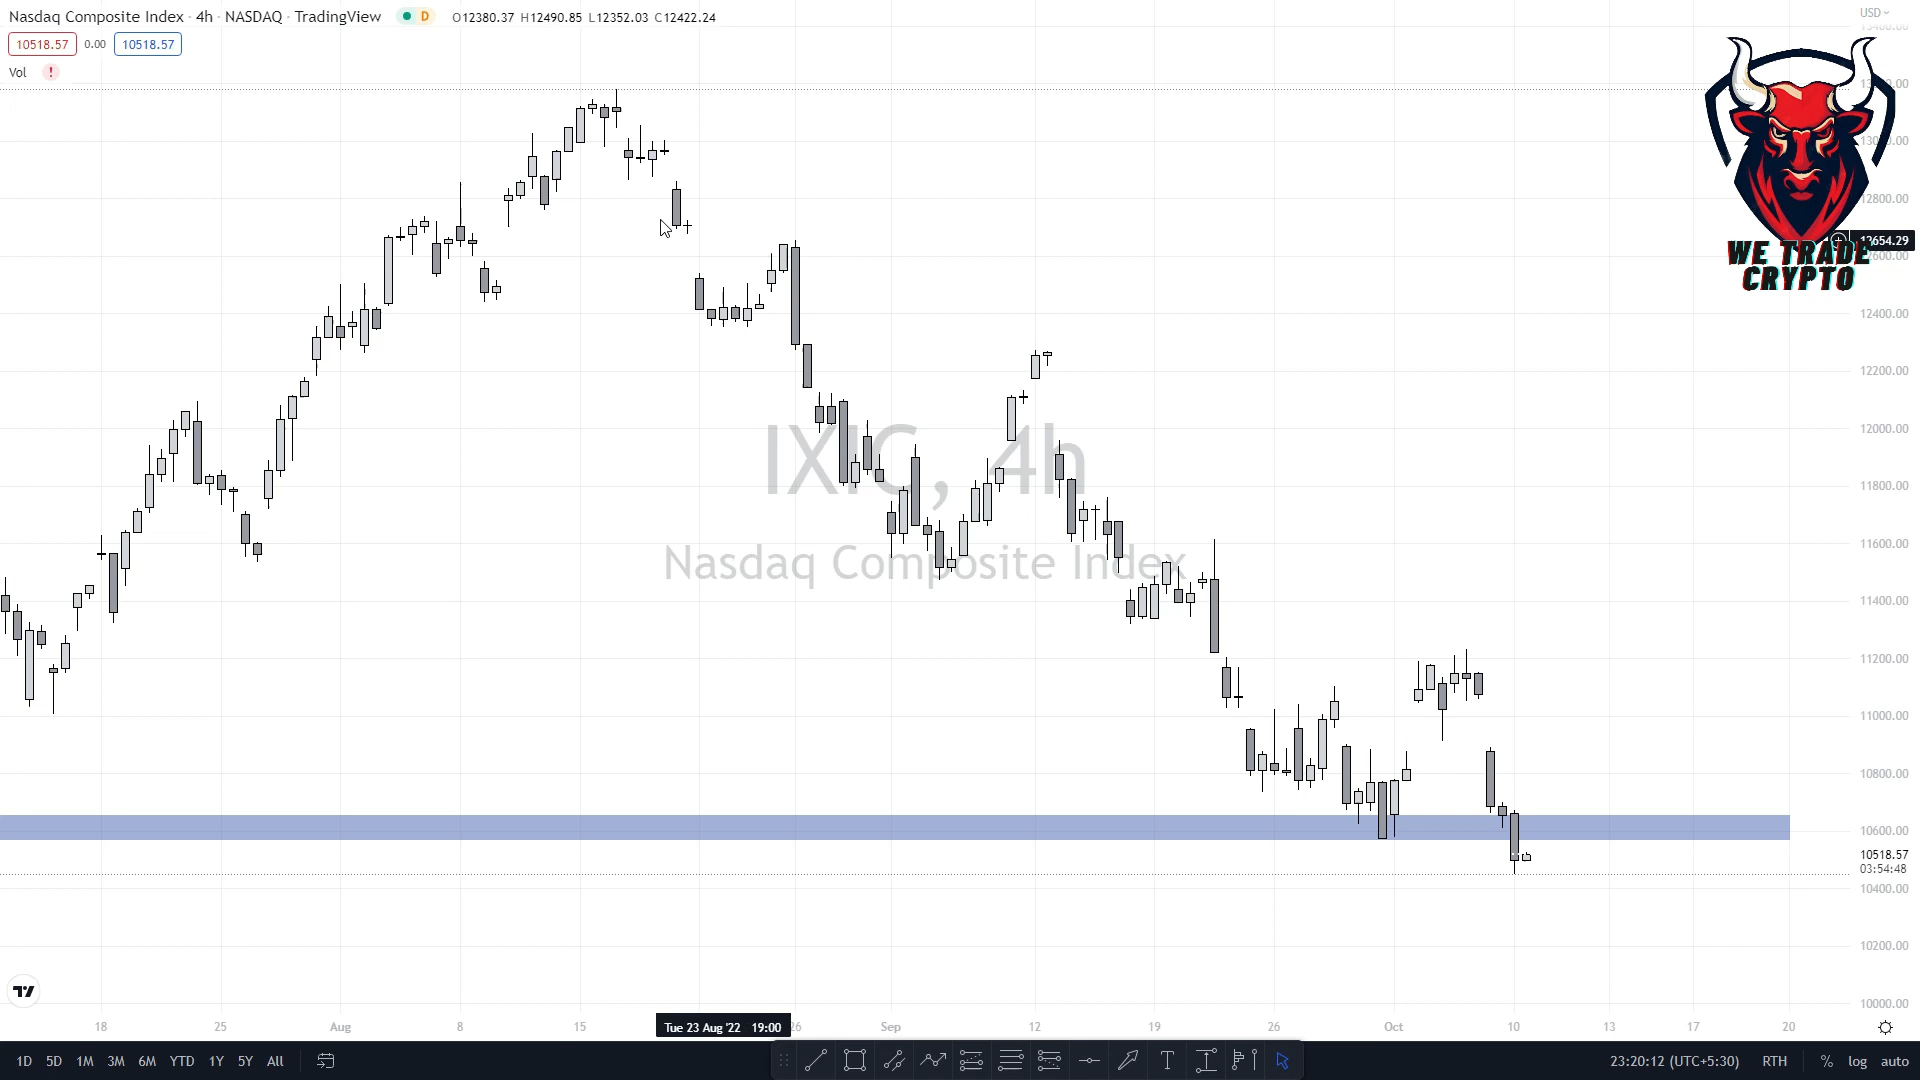 Nasdaq Composite Index · 4h · NASDAQ · TradingView D O12380.37 H12490.85 L12352.03 C12422.24
USD
10518.57 0.00 10518.57
Vol !
12800.00
12654.29
12600.00
WE TRADE
CRYPTO
12400.00
12200.00
12000.00
IXIC, 4h
11800.00
11600.00
Nasdaq Composite Index
11400.00
11200.00
11000.00
10800.00
10600.00
10518.57
03:54:48
10400.00
10200.00
10000.00
18 25 Aug 8 15 Tue 23 Aug '22 19:00 26 Sep 12 19 26 Oct 10 13 17 20
1D 5D 1M 3M 6M YTD 1Y 5Y All T 23:20:12 (UTC+5:30) RTH % log auto